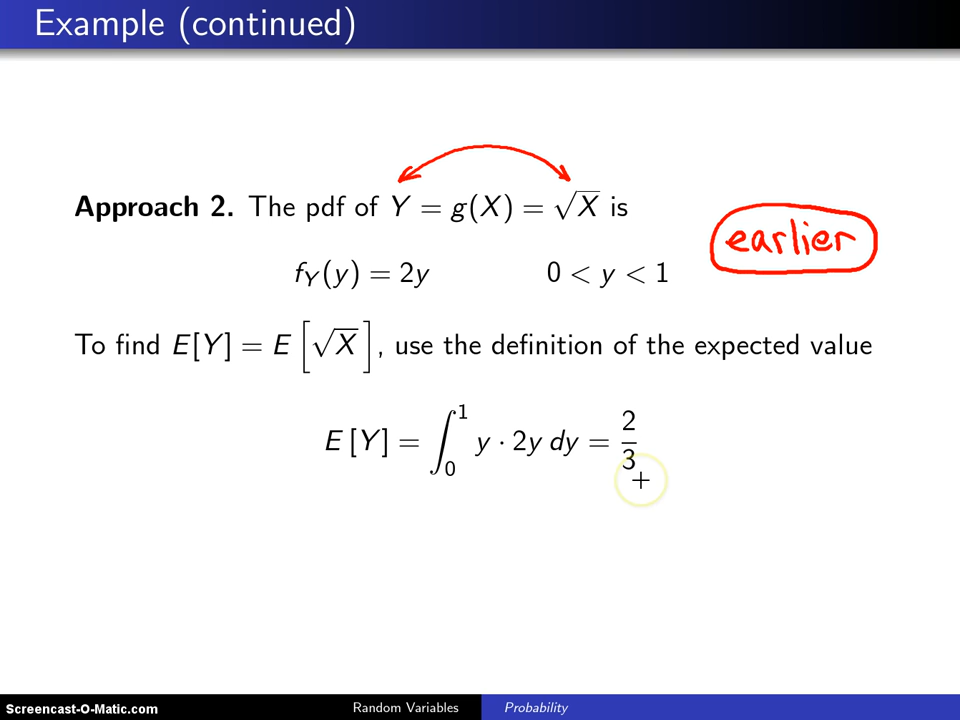 Example (continued)
Approach 2. The pdf of Y = g(X) = √X is
earlier
f_Y(y) = 2y 0 < y < 1
To find E[Y] = E[√X], use the definition of the expected value
E[Y] = ∫₀¹ y · 2y dy = 2/3
Screencast-O-Matic.com Random Variables Probability